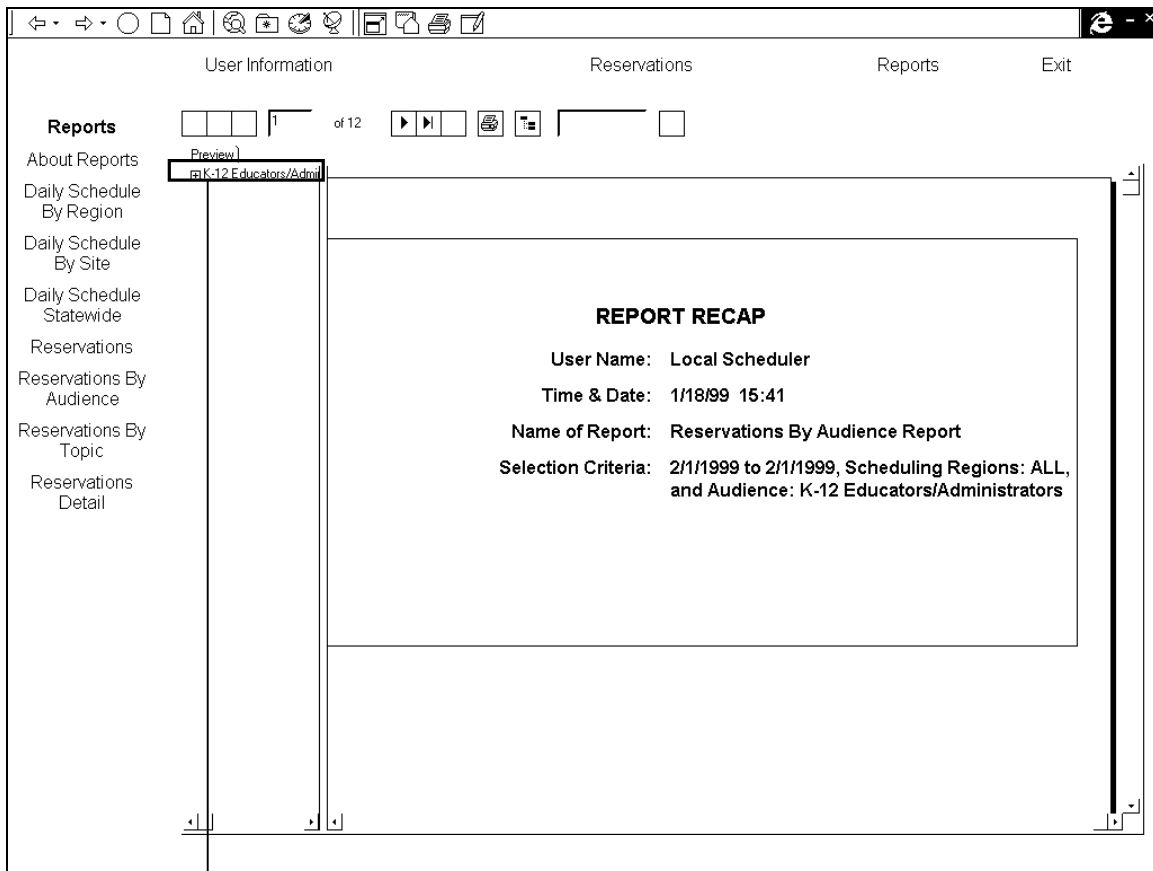 User Information Reservations Reports Exit
Reports
1 of 12
About Reports
Daily Schedule
By Region
Daily Schedule
By Site
Daily Schedule
Statewide
Reservations
Reservations By
Audience
Reservations By
Topic
Reservations
Detail
Preview
K-12 Educators/Admi
REPORT RECAP
User Name: Local Scheduler
Time & Date: 1/18/99 15:41
Name of Report: Reservations By Audience Report
Selection Criteria: 2/1/1999 to 2/1/1999, Scheduling Regions: ALL,
and Audience: K-12 Educators/Administrators